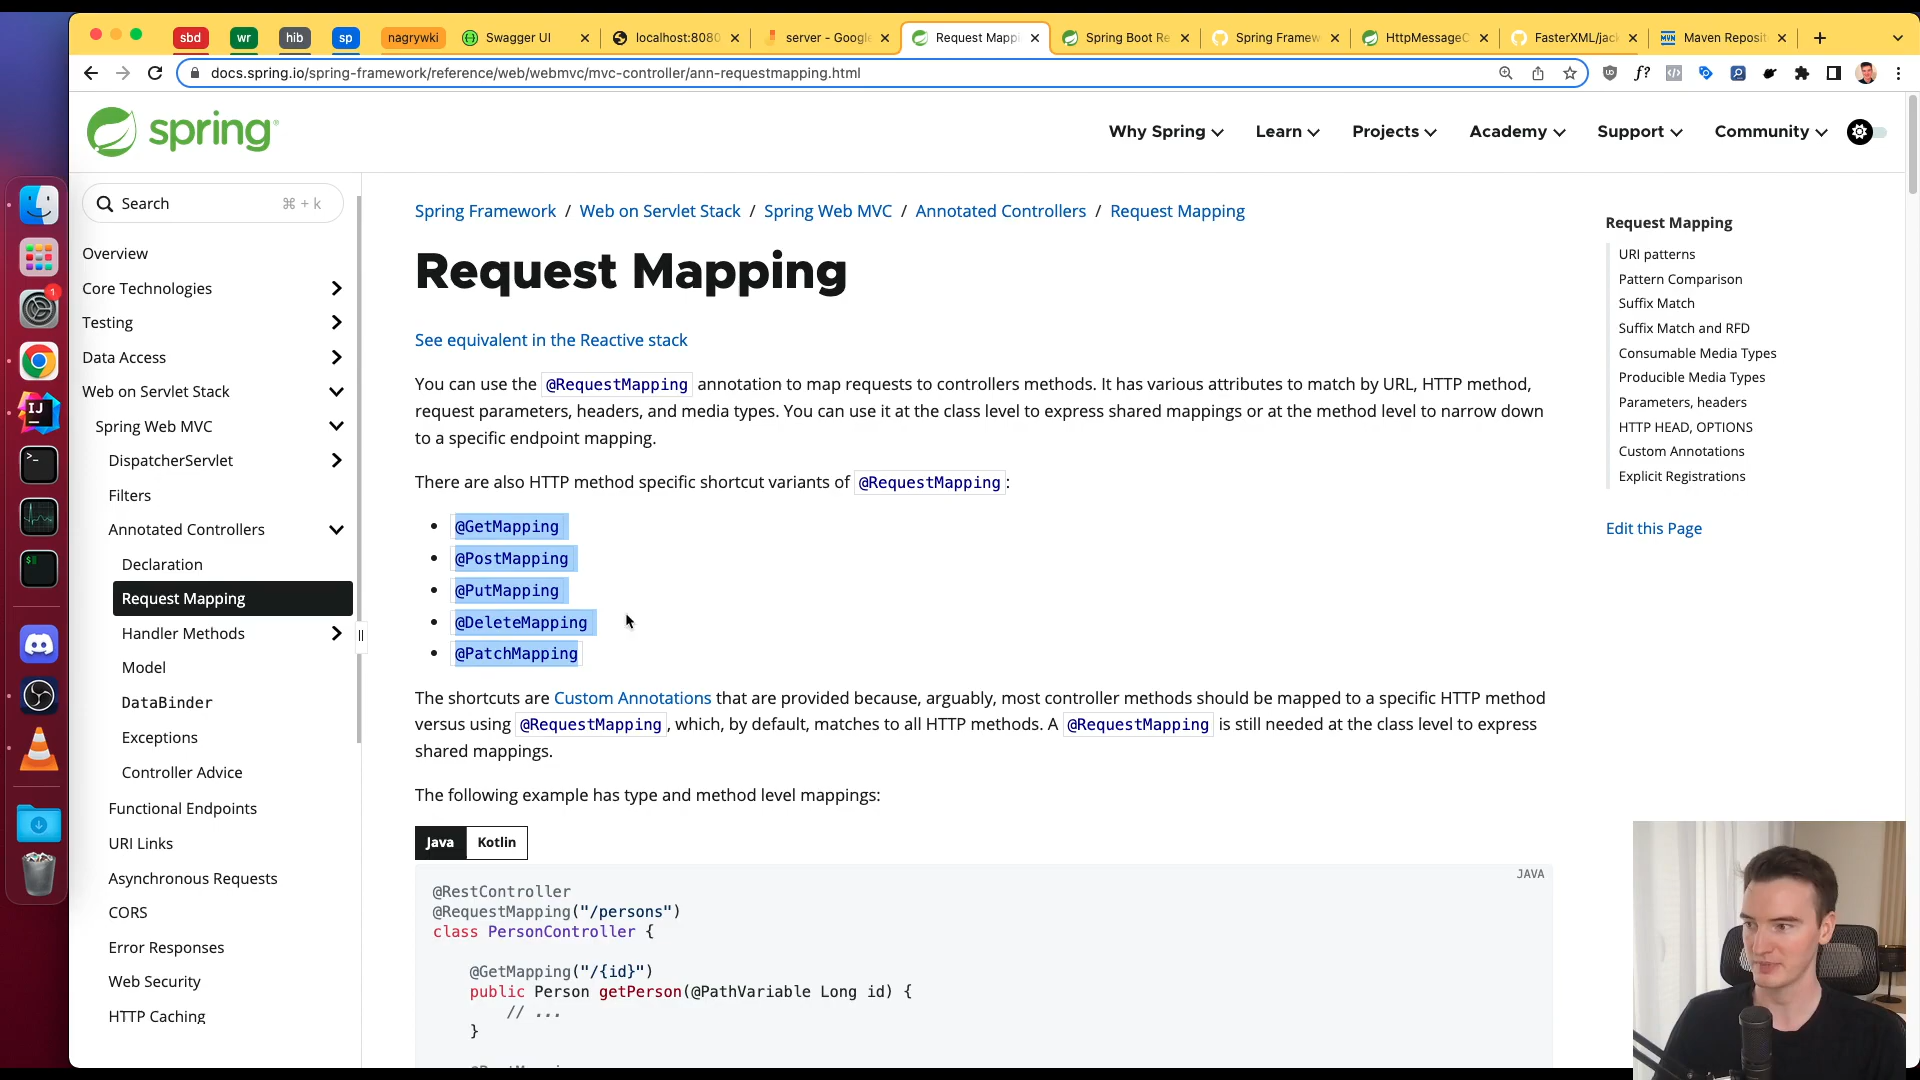 sbd
wr
hib
sp
nagrywki
Swagger UI
localhost:8080
server - Google
Request Mappi
Spring Boot Re
Spring Framew
HttpMessageC
FasterXML/jack
Maven Reposit
docs.spring.io/spring-framework/reference/web/webmvc/mvc-controller/ann-requestmapping.html
f?
spring
Why Spring
Learn
Projects
Academy
Support
Community
Search
⌘ + k
Overview
Core Technologies
Testing
Data Access
Web on Servlet Stack
Spring Web MVC
DispatcherServlet
Filters
Annotated Controllers
Declaration
Request Mapping
Handler Methods
Model
DataBinder
Exceptions
Controller Advice
Functional Endpoints
URI Links
Asynchronous Requests
CORS
Error Responses
Web Security
HTTP Caching
Spring Framework / Web on Servlet Stack / Spring Web MVC / Annotated Controllers / Request Mapping
Request Mapping
See equivalent in the Reactive stack
You can use the @RequestMapping annotation to map requests to controllers methods. It has various attributes to match by URL, HTTP method,
request parameters, headers, and media types. You can use it at the class level to express shared mappings or at the method level to narrow down
to a specific endpoint mapping.
There are also HTTP method specific shortcut variants of @RequestMapping:
• @GetMapping
• @PostMapping
• @PutMapping
• @DeleteMapping
• @PatchMapping
The shortcuts are Custom Annotations that are provided because, arguably, most controller methods should be mapped to a specific HTTP method
versus using @RequestMapping, which, by default, matches to all HTTP methods. A @RequestMapping is still needed at the class level to express
shared mappings.
The following example has type and method level mappings:
Java
Kotlin
JAVA
@RestController
@RequestMapping("/persons")
class PersonController {
@GetMapping("/{id}")
public Person getPerson(@PathVariable Long id) {
// ...
}
Request Mapping
URI patterns
Pattern Comparison
Suffix Match
Suffix Match and RFD
Consumable Media Types
Producible Media Types
Parameters, headers
HTTP HEAD, OPTIONS
Custom Annotations
Explicit Registrations
Edit this Page
1
IJ